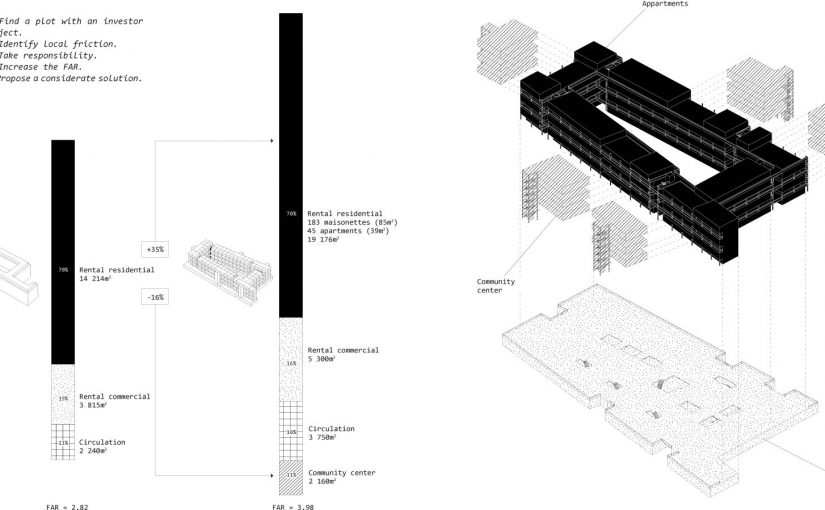 Find a plot with an investor
ject.
Identify local friction.
Take responsibility.
Increase the FAR.
Propose a considerate solution.
70%
Rental residential
14 214m²
19%
Rental commercial
3 815m²
11%
Circulation
2 240m²
FAR = 2.82
+35%
-16%
70%
Rental residential
183 maisonettes (85m²)
45 apartments (39m²)
19 176m²
16%
Rental commercial
5 300m²
10%
Circulation
3 750m²
11%
Community center
2 160m²
FAR = 3.98
Appartments
Community
center